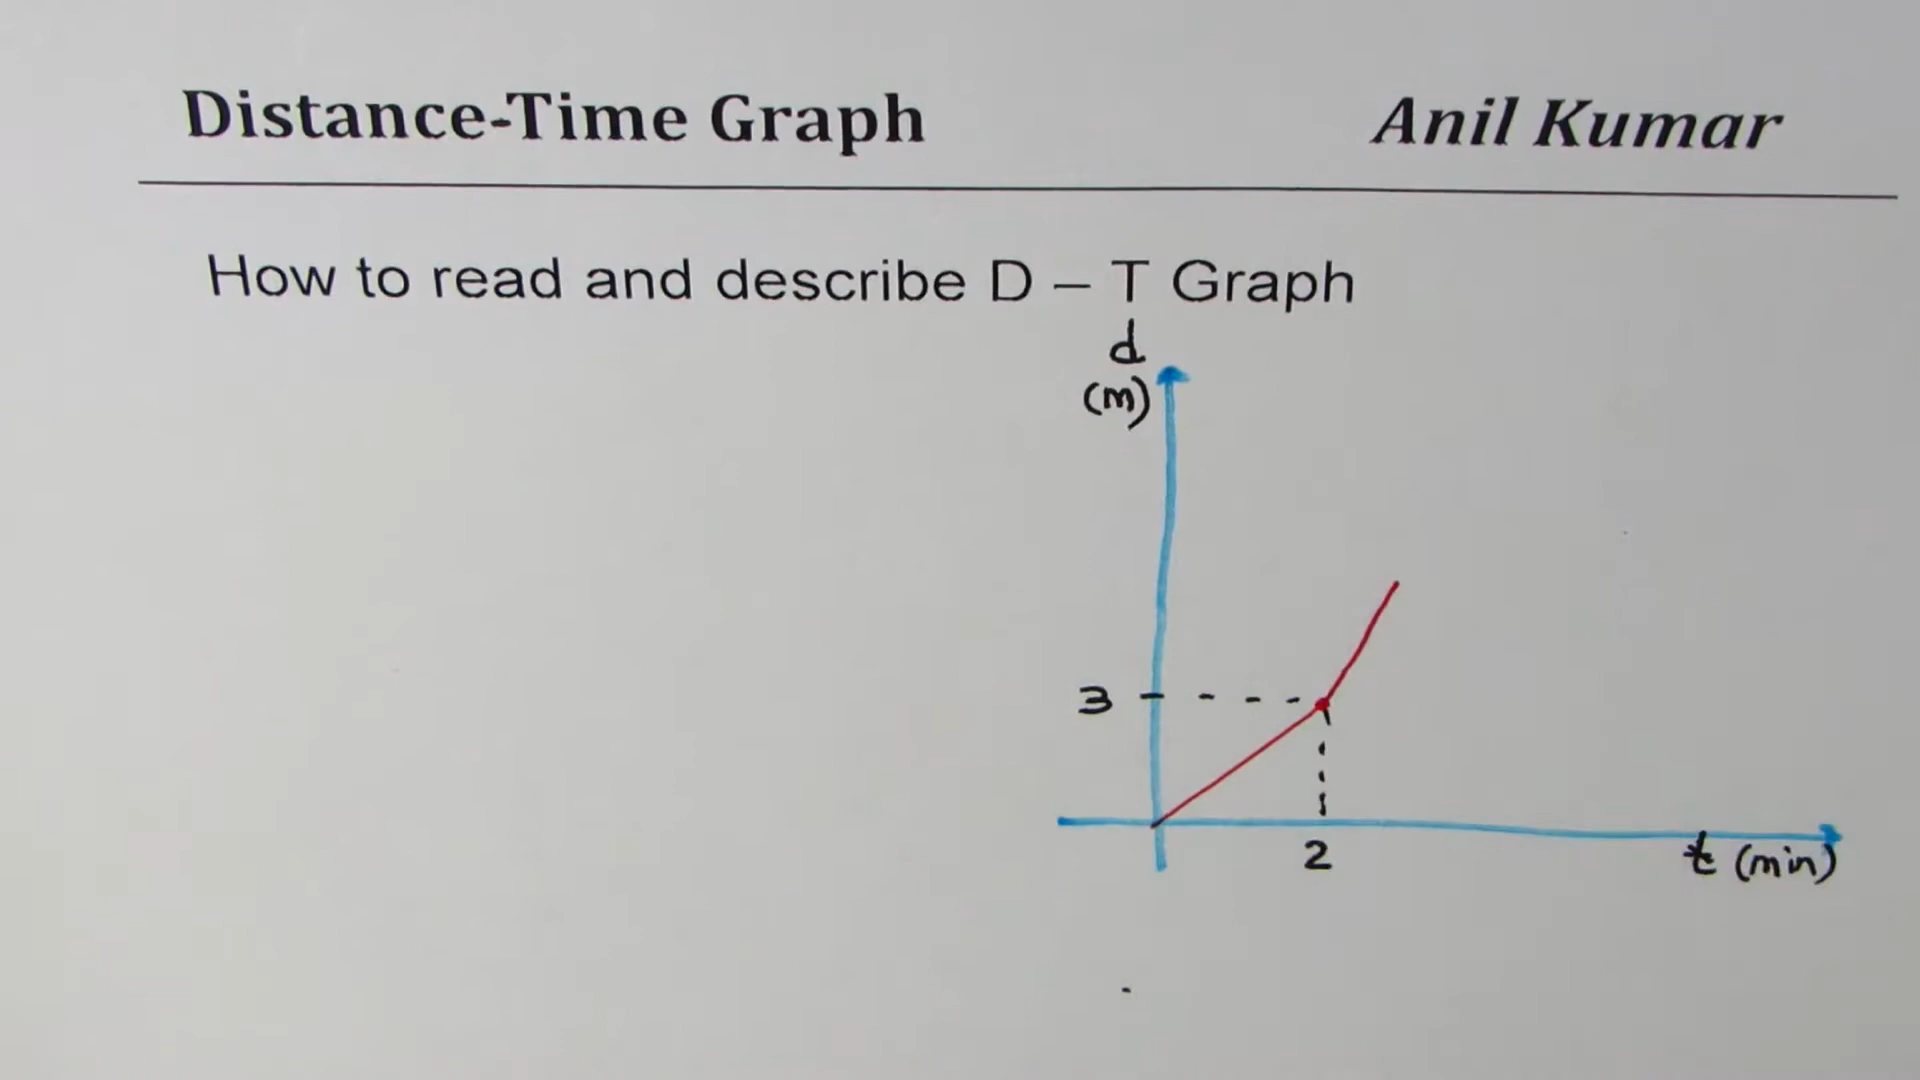 Distance-Time Graph
Anil Kumar
How to read and describe D – T Graph
d
(m)
3
2
t (min)